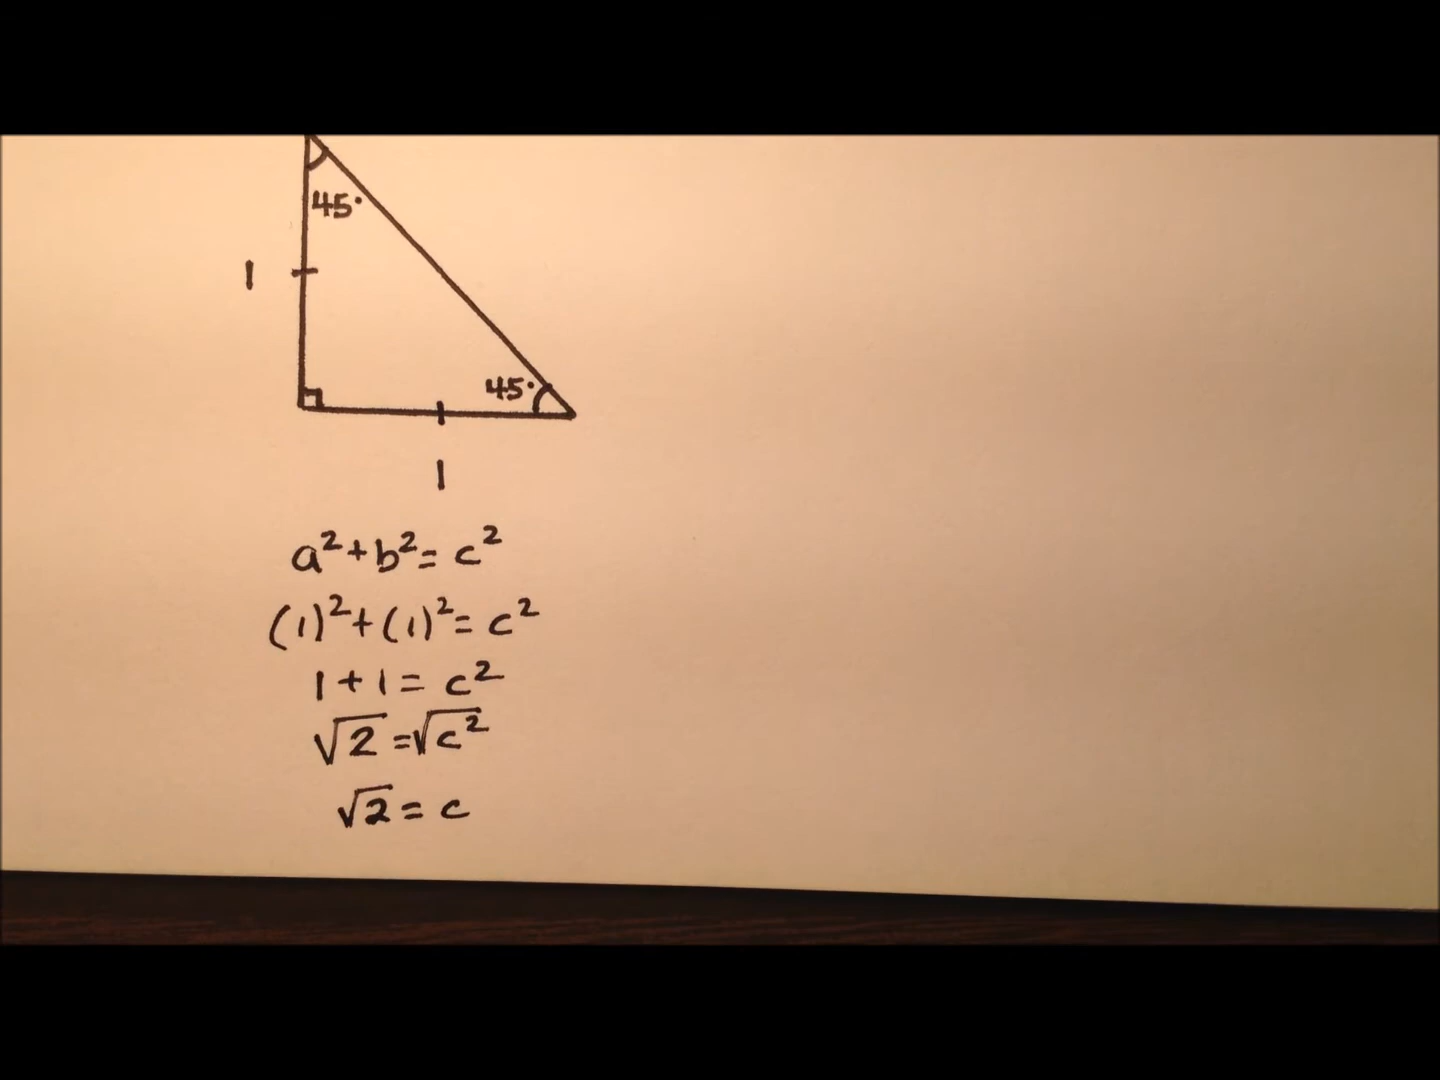 45°
1
45°
1
a²+b²=c²
(1)²+(1)²=c²
1+1=c²
√2=√c²
√2=c